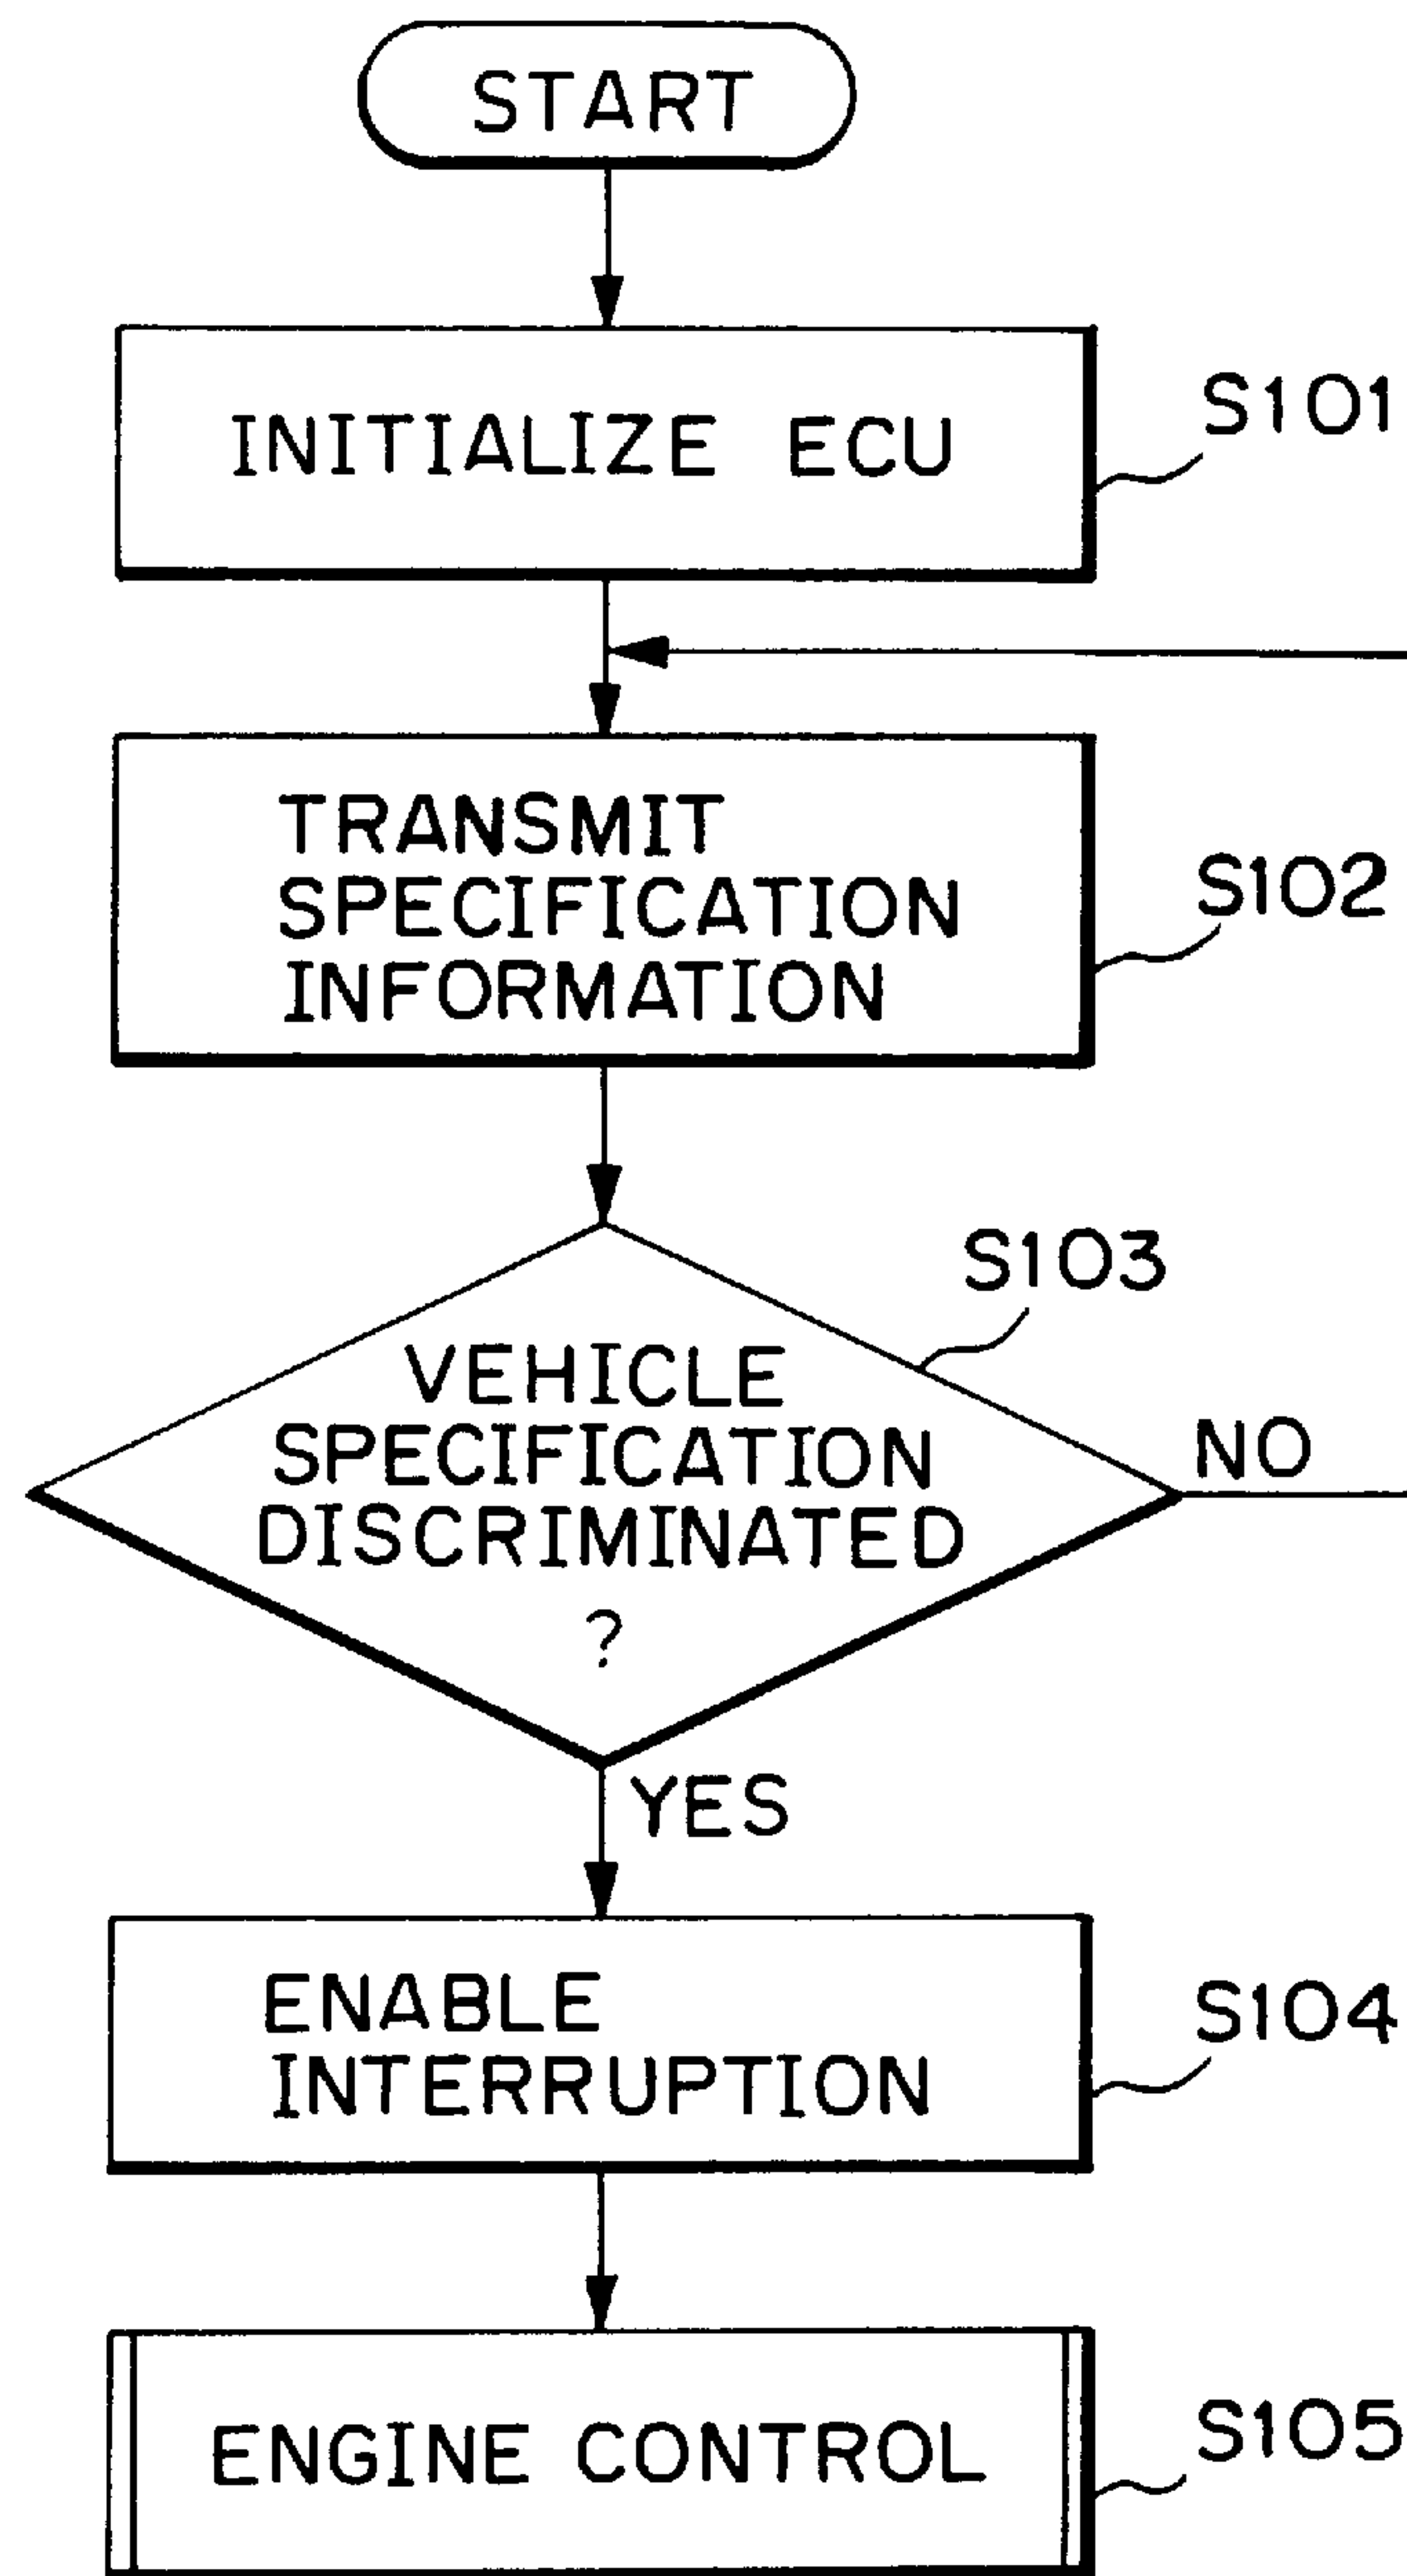 START
INITIALIZE ECU
S101
TRANSMIT
SPECIFICATION
INFORMATION
S102
S103
VEHICLE
SPECIFICATION
DISCRIMINATED
?
NO
YES
ENABLE
INTERRUPTION
S104
ENGINE CONTROL
S105